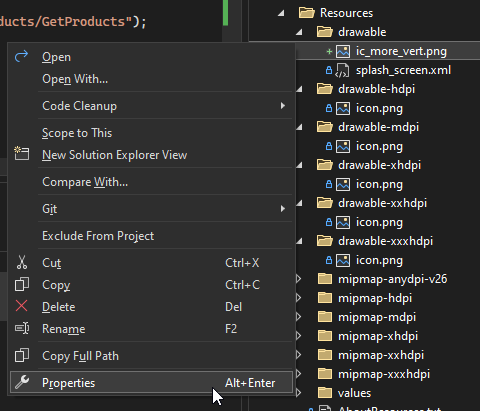 ducts/GetProducts");
Open
Open With...
Code Cleanup
Scope to This
New Solution Explorer View
Compare With...
Git
Exclude From Project
Cut Ctrl+X
Copy Ctrl+C
Delete Del
Rename F2
Copy Full Path
Properties Alt+Enter
Resources
drawable
ic_more_vert.png
splash_screen.xml
drawable-hdpi
icon.png
drawable-mdpi
icon.png
drawable-xhdpi
icon.png
drawable-xxhdpi
icon.png
drawable-xxxhdpi
icon.png
mipmap-anydpi-v26
mipmap-hdpi
mipmap-mdpi
mipmap-xhdpi
mipmap-xxhdpi
mipmap-xxxhdpi
values
AboutResources.txt